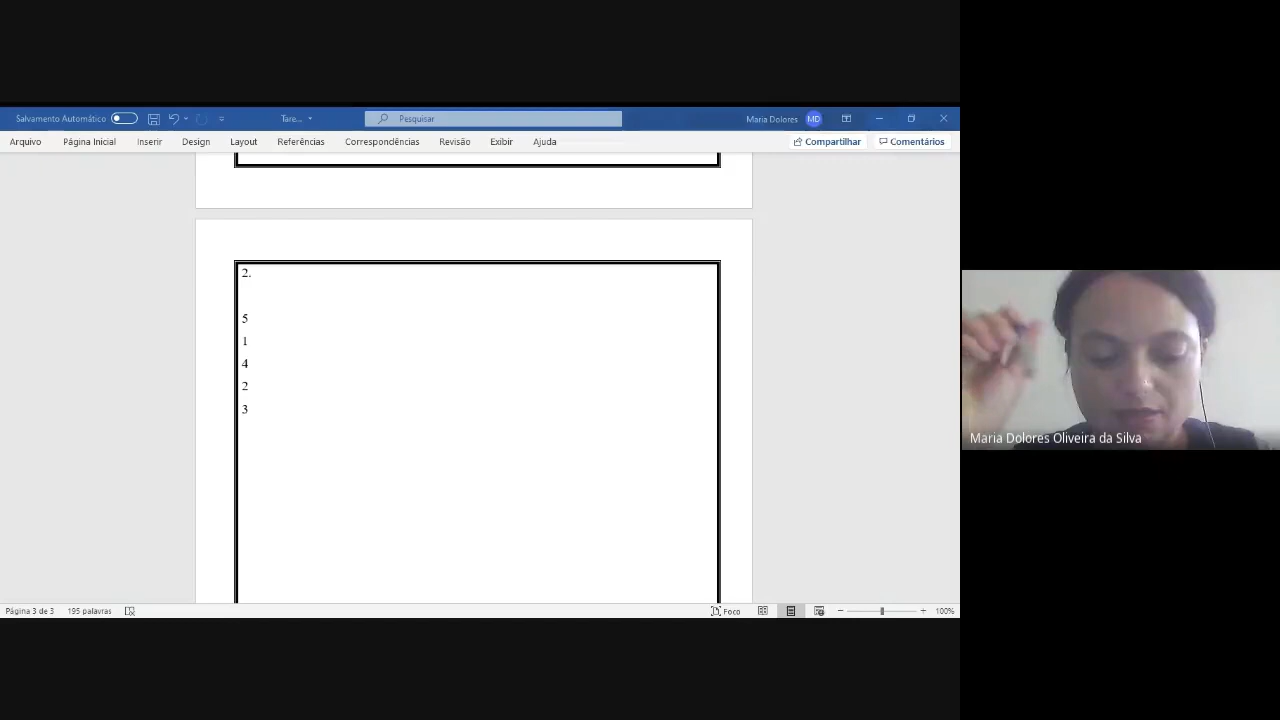 Salvamento Automático
Tare...
Pesquisar
Maria Dolores MD
Arquivo Página Inicial Inserir Design Layout Referências Correspondências Revisão Exibir Ajuda Compartilhar Comentários
2.
5
1
4
2
3
Maria Dolores Oliveira da Silva
Página 3 de 3 195 palavras Foco 100%